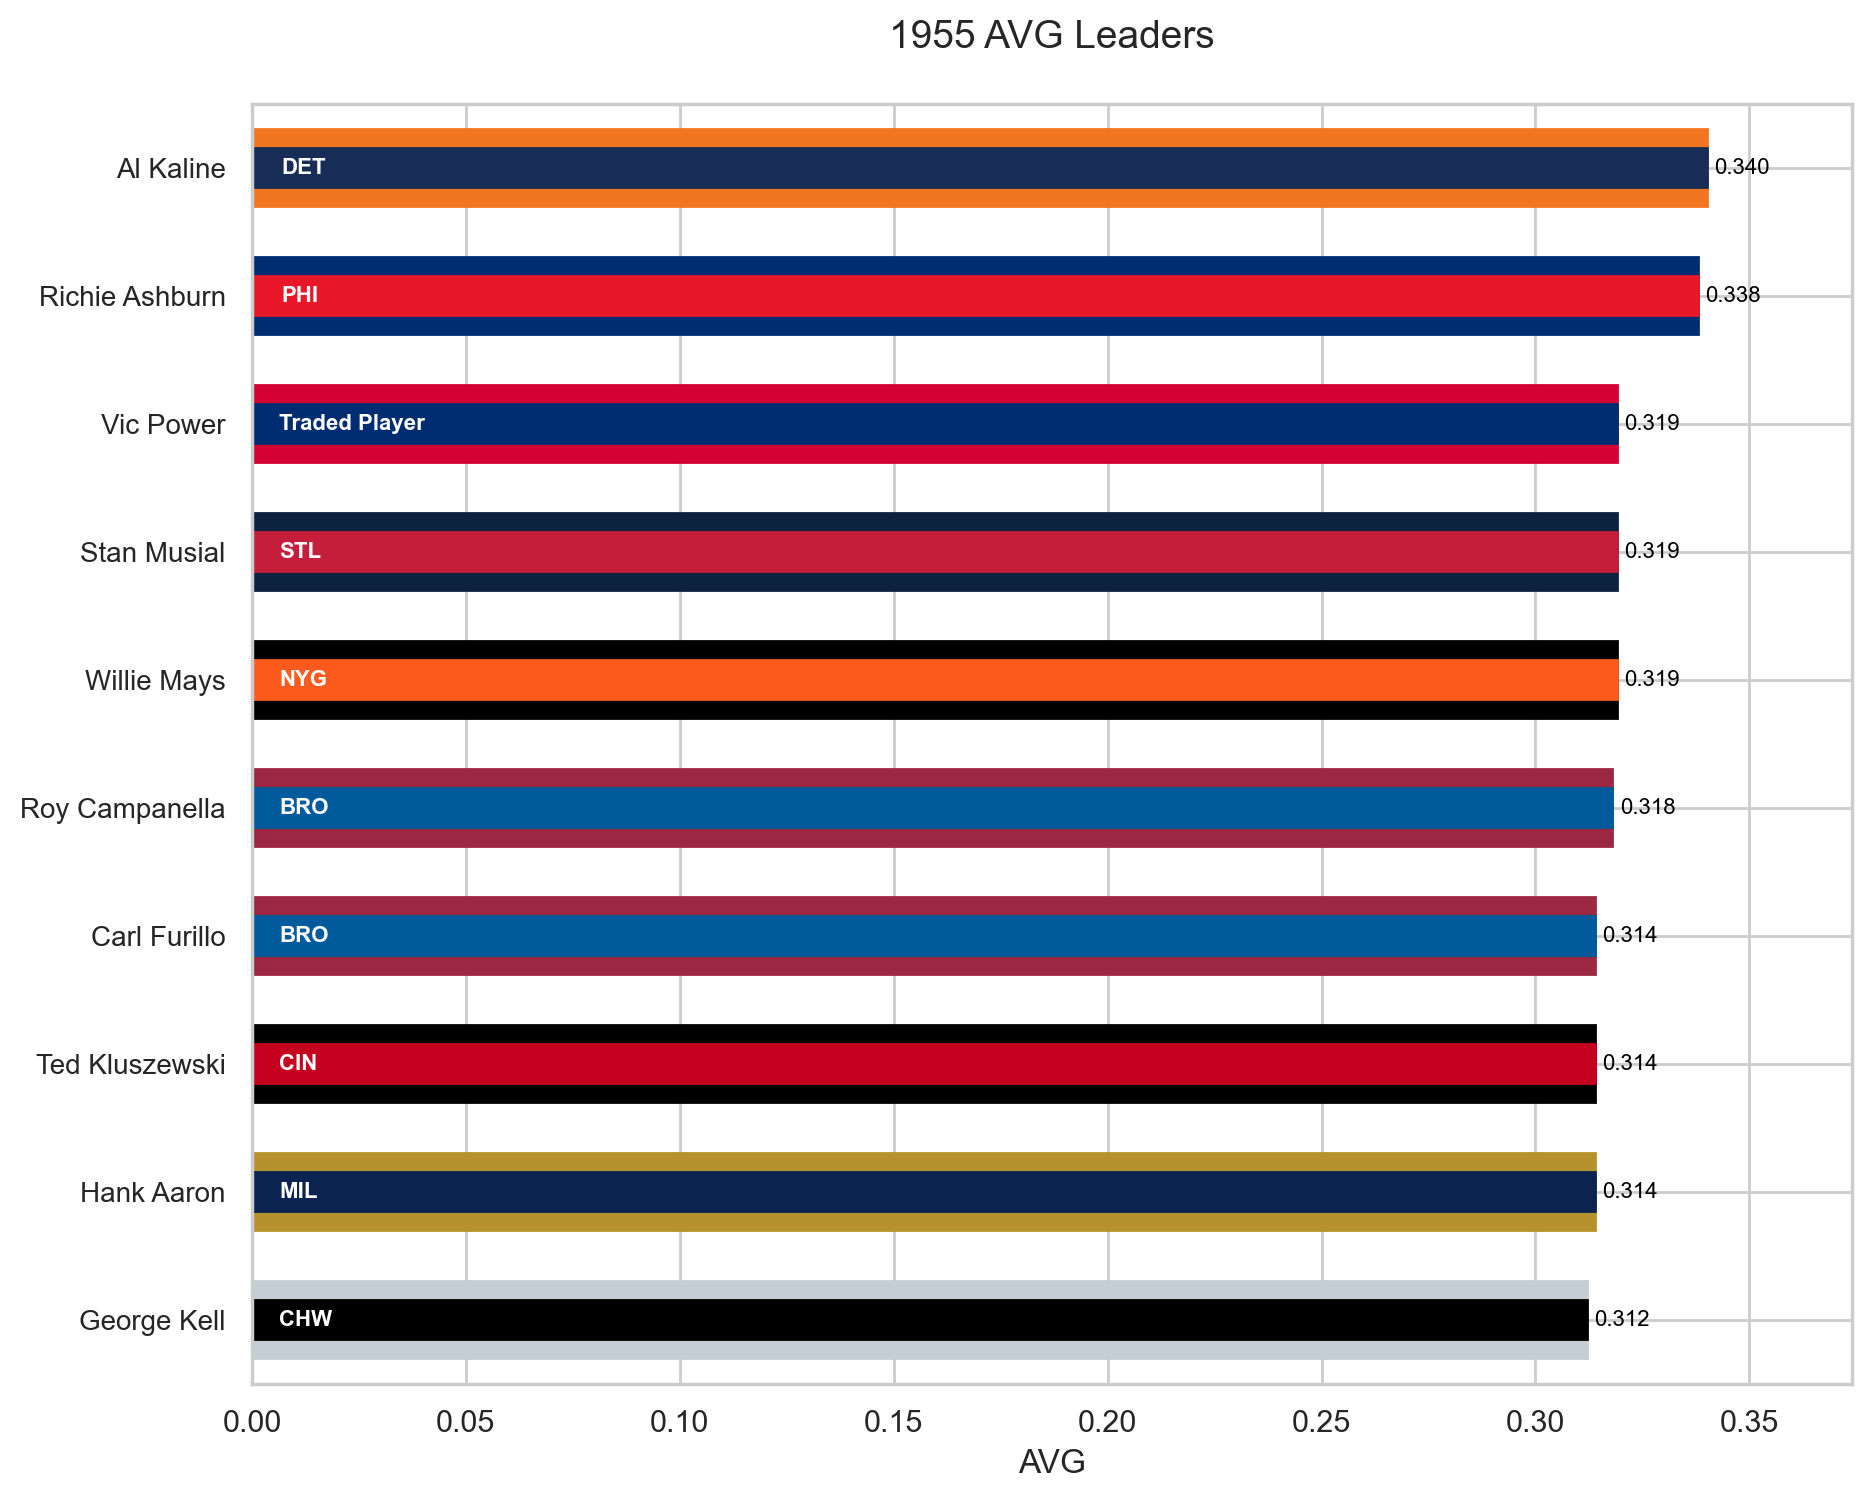 1955 AVG Leaders
Al Kaline
DET
0.340
Richie Ashburn
PHI
0.338
Vic Power
Traded Player
0.319
Stan Musial
STL
0.319
Willie Mays
NYG
0.319
Roy Campanella
BRO
0.318
Carl Furillo
BRO
0.314
Ted Kluszewski
CIN
0.314
Hank Aaron
MIL
0.314
George Kell
CHW
0.312
0.00 0.05 0.10 0.15 0.20 0.25 0.30 0.35
AVG